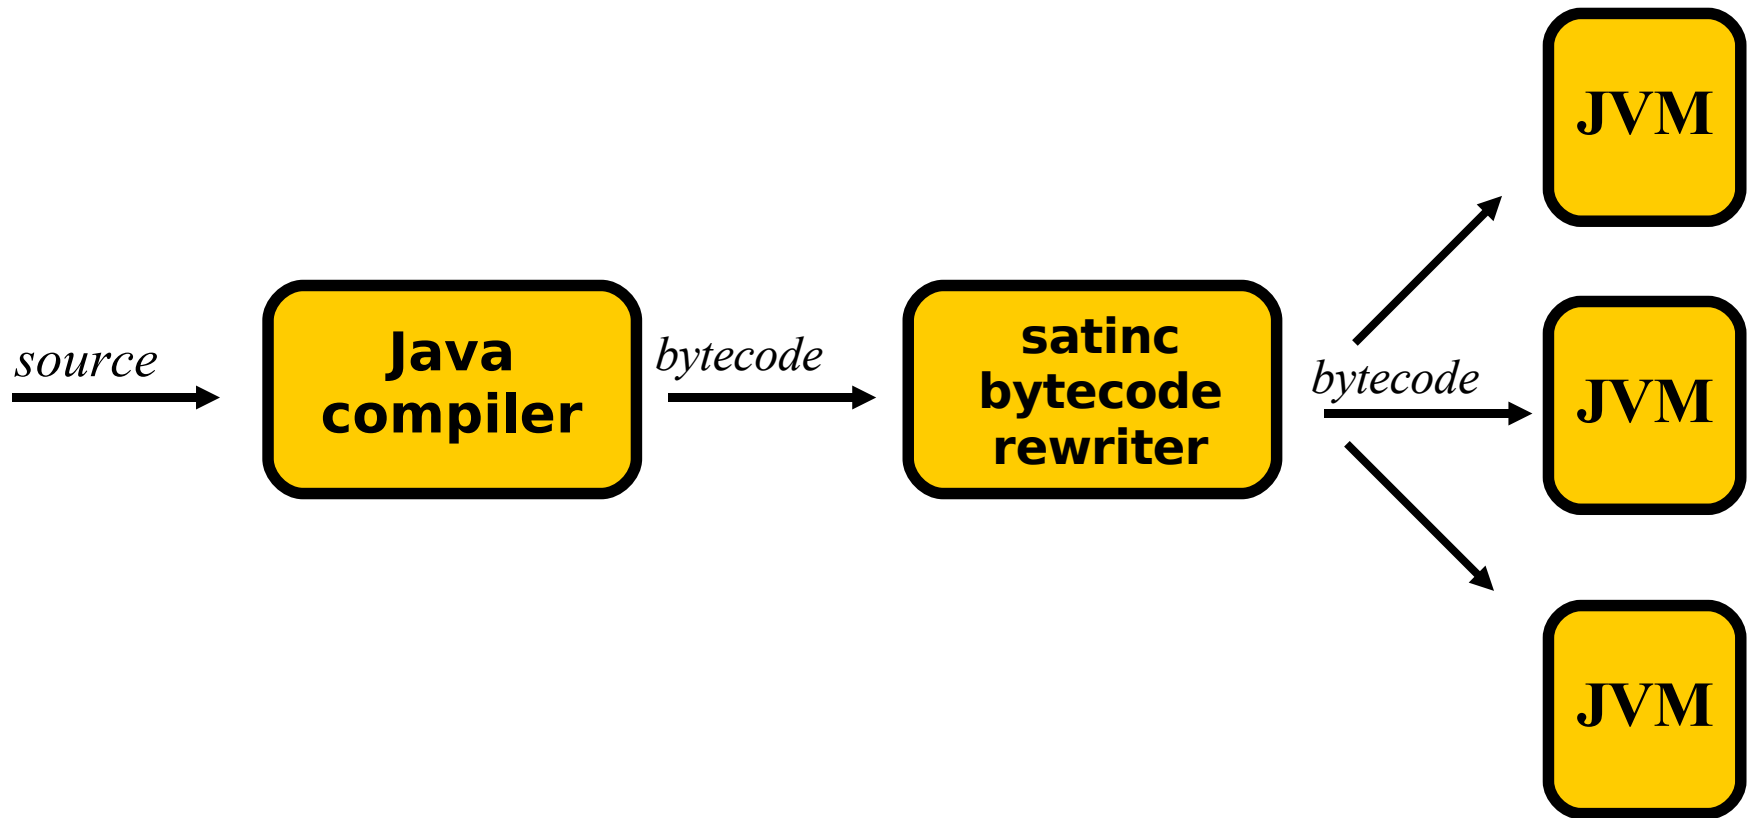 source
Java
compiler
bytecode
satinc
bytecode
rewriter
bytecode
JVM
JVM
JVM